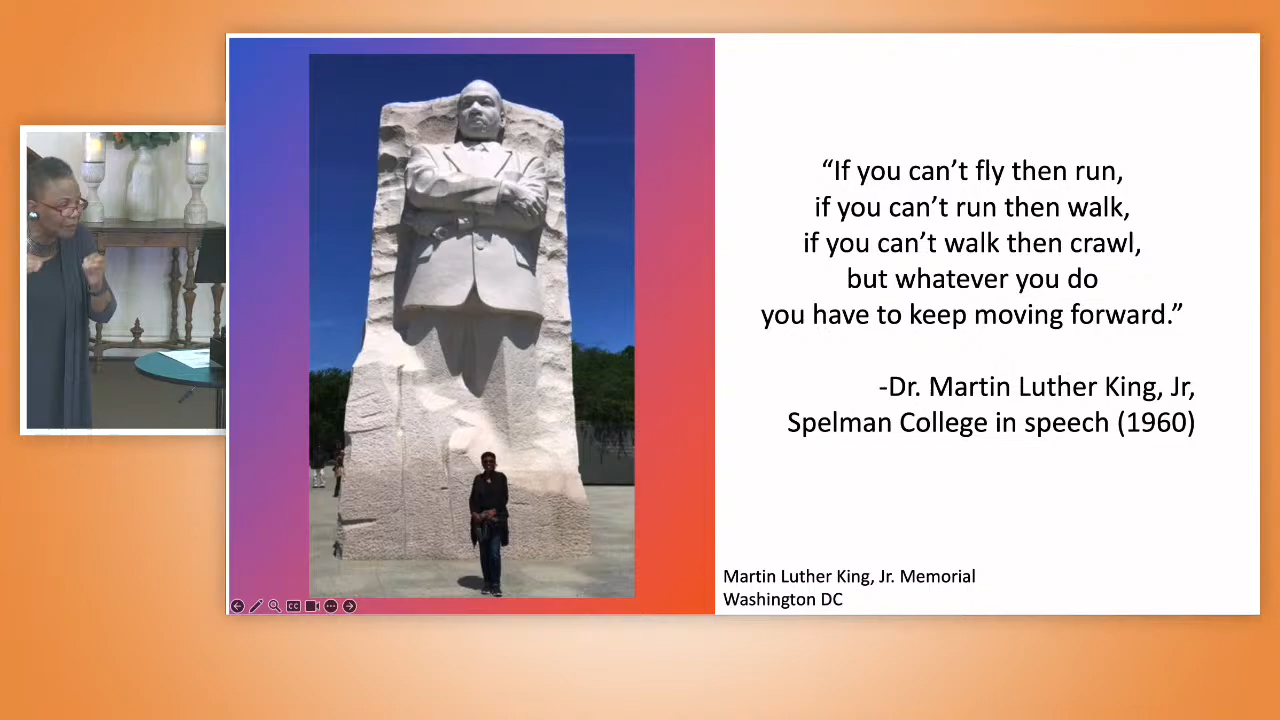 “If you can’t fly then run,
if you can’t run then walk,
if you can’t walk then crawl,
but whatever you do
you have to keep moving forward.”
-Dr. Martin Luther King, Jr,
Spelman College in speech (1960)
Martin Luther King, Jr. Memorial
Washington DC
CC